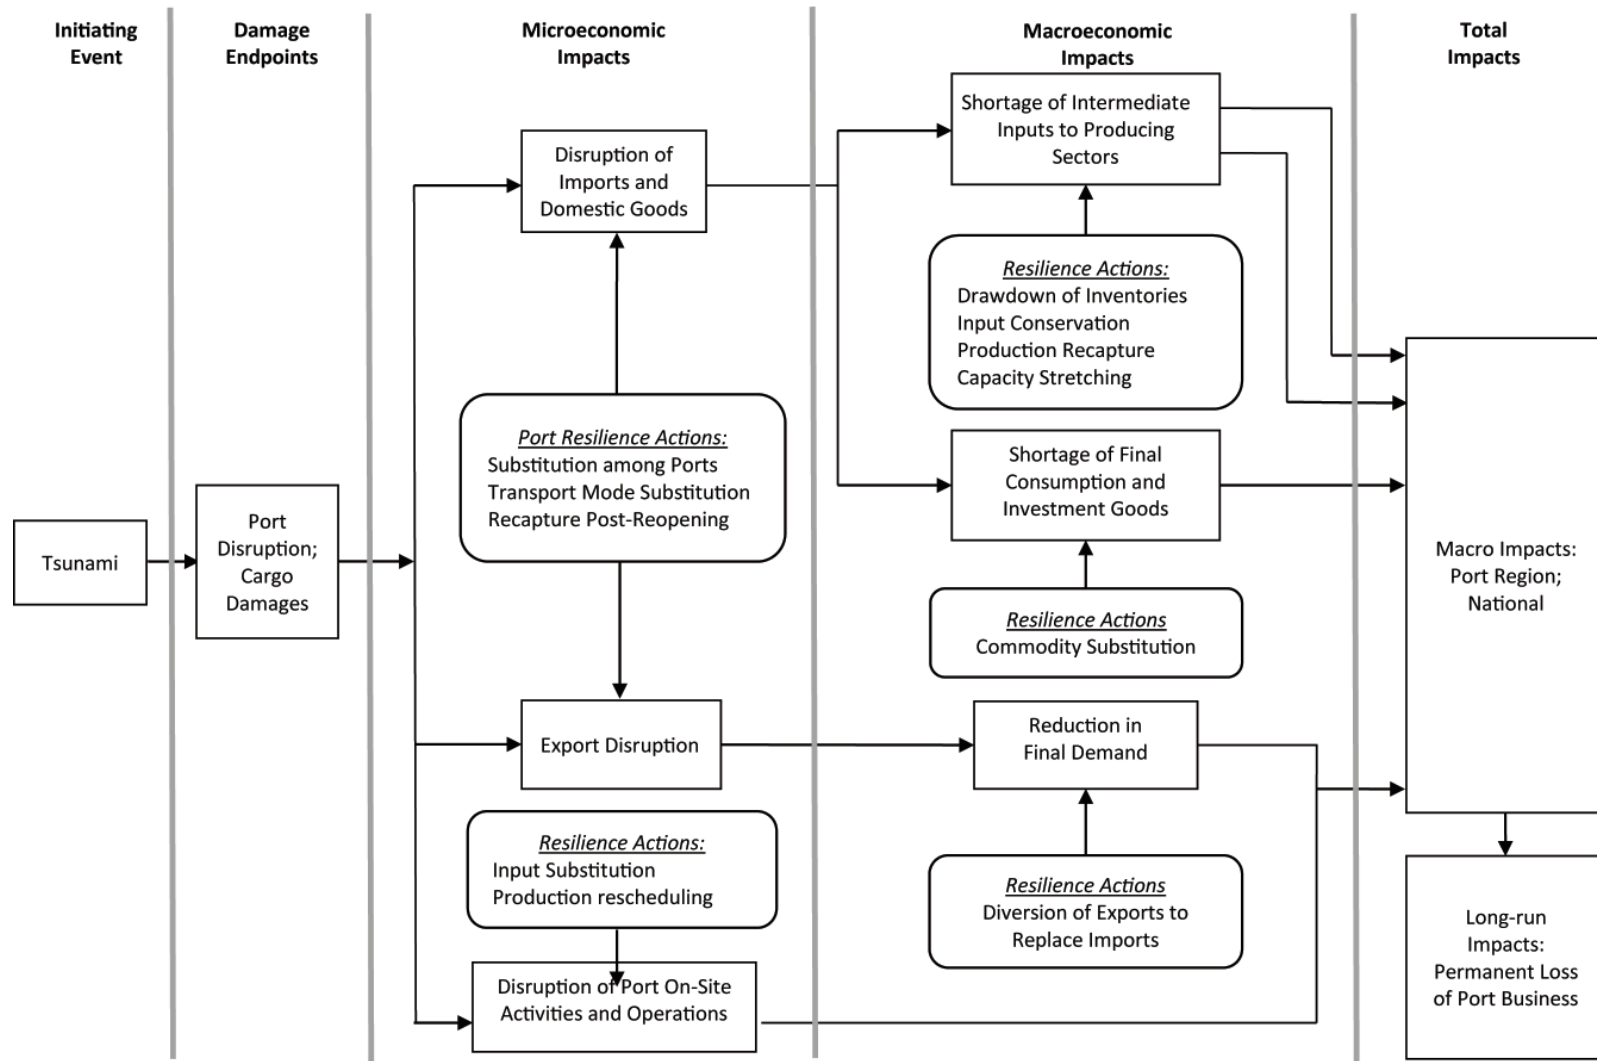 Initiating
Event
Damage
Endpoints
Microeconomic
Impacts
Macroeconomic
Impacts
Total
Impacts
Tsunami
Port
Disruption;
Cargo
Damages
Disruption of
Imports and
Domestic Goods
Port Resilience Actions:
Substitution among Ports
Transport Mode Substitution
Recapture Post-Reopening
Export Disruption
Resilience Actions:
Input Substitution
Production rescheduling
Disruption of Port On-Site
Activities and Operations
Shortage of Intermediate
Inputs to Producing
Sectors
Resilience Actions:
Drawdown of Inventories
Input Conservation
Production Recapture
Capacity Stretching
Shortage of Final
Consumption and
Investment Goods
Resilience Actions
Commodity Substitution
Reduction in
Final Demand
Resilience Actions
Diversion of Exports to
Replace Imports
Macro Impacts:
Port Region;
National
Long-run
Impacts:
Permanent Loss
of Port Business